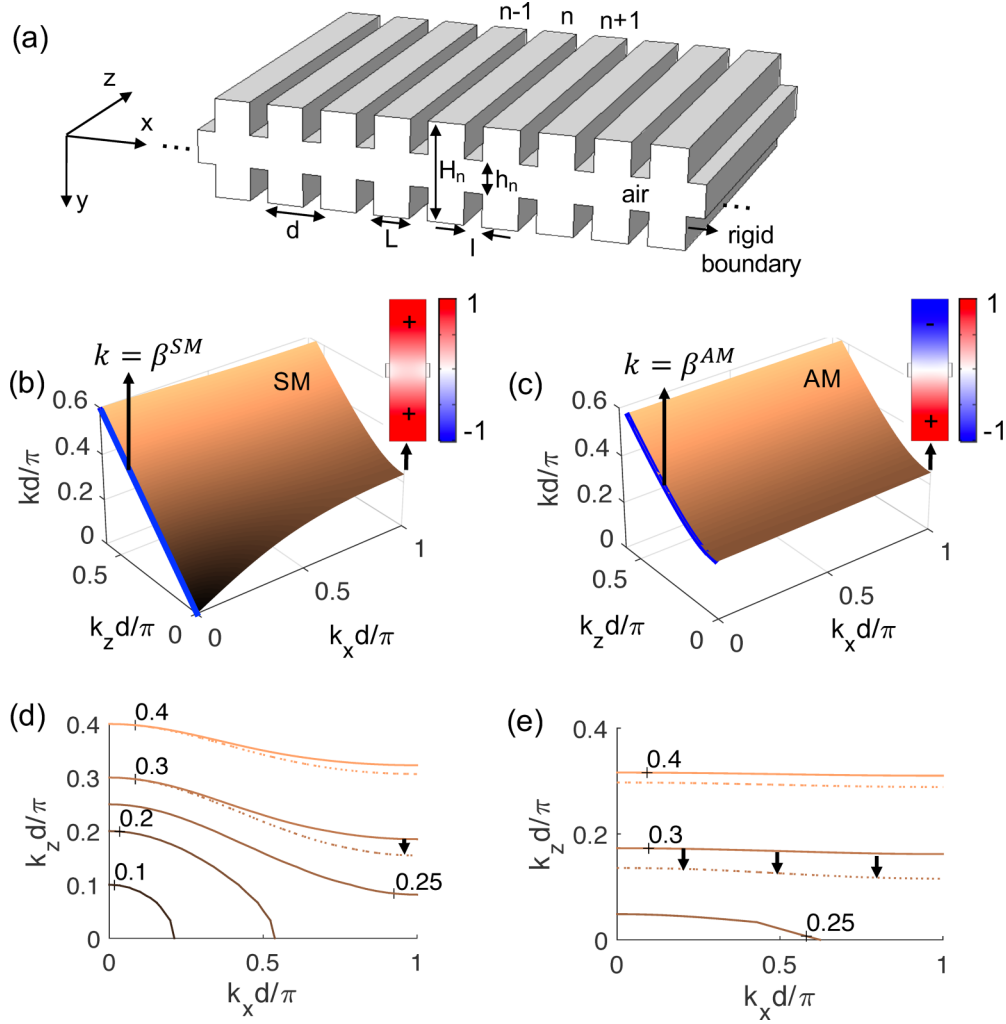 (a)
n-1 n n+1
z
x
y
...
Hₙ
hₙ
air
...
d
L
l
rigid
boundary
(b)
k = β^{SM}
SM
+
+
1
-1
0.6
0.4
0.2
0
kd/π
0.5
0
k_z d/π
0
0.5
1
k_x d/π
(c)
k = β^{AM}
AM
-
+
1
-1
0.6
0.4
0.2
0
kd/π
0.5
0
k_z d/π
0
0.5
1
k_x d/π
(d)
0.4
0.3
0.2
0.1
0
k_z d/π
0.4
0.3
0.2
0.1
0.25
0
0.5
1
k_x d/π
(e)
0.4
0.2
0
k_z d/π
0.4
0.3
0.25
0
0.5
1
k_x d/π